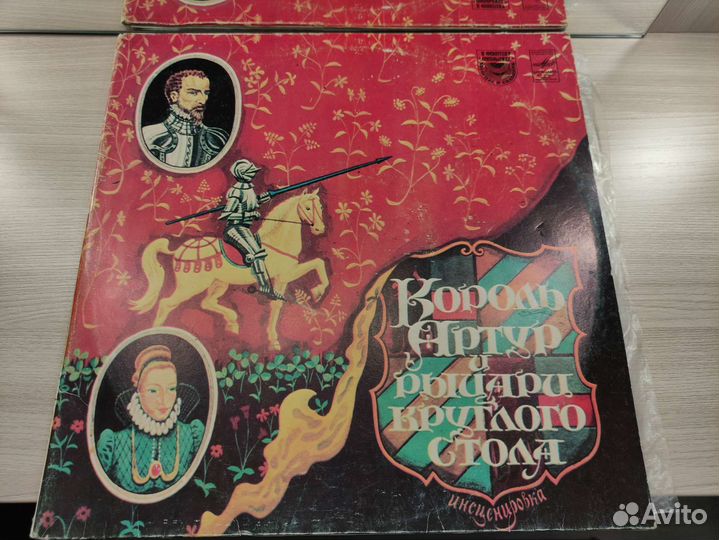 Король
Артур
и
рыцари
круглого
стола
инсценировка
Avito